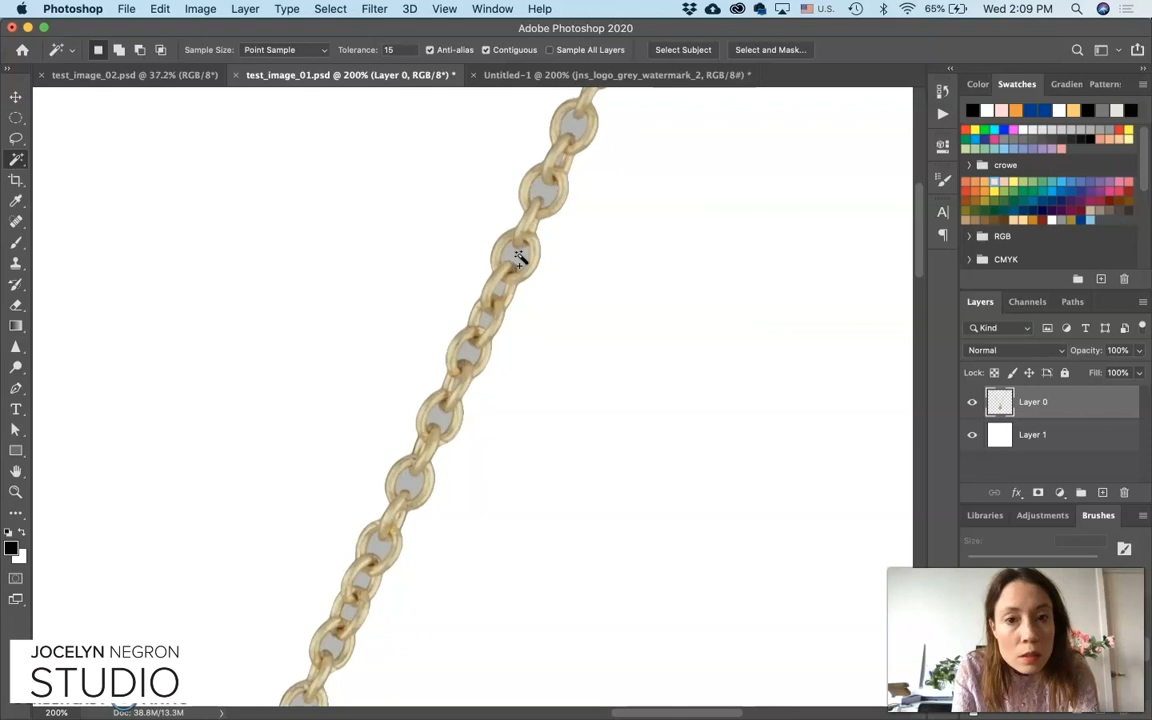 Photoshop File Edit Image Layer Type Select Filter 3D View Window Help U.S. 65% Wed 2:09 PM
Adobe Photoshop 2020
Sample Size: Point Sample Tolerance: 15 Anti-alias Contiguous Sample All Layers Select Subject Select and Mask...
test_image_02.psd @ 37.2% (RGB/8*) test_image_01.psd @ 200% (Layer 0, RGB/8*) * Untitled-1 @ 200% (jns_logo_grey_watermark_2, RGB/8#) *
Color Swatches Gradien Pattern:
crowe
RGB
CMYK
Layers Channels Paths
Kind
Normal Opacity: 100%
Lock: Fill: 100%
Layer 0
Layer 1
Libraries Adjustments Brushes
Size:
JOCELYN NEGRON
STUDIO
200% Doc: 38.8M/13.3M